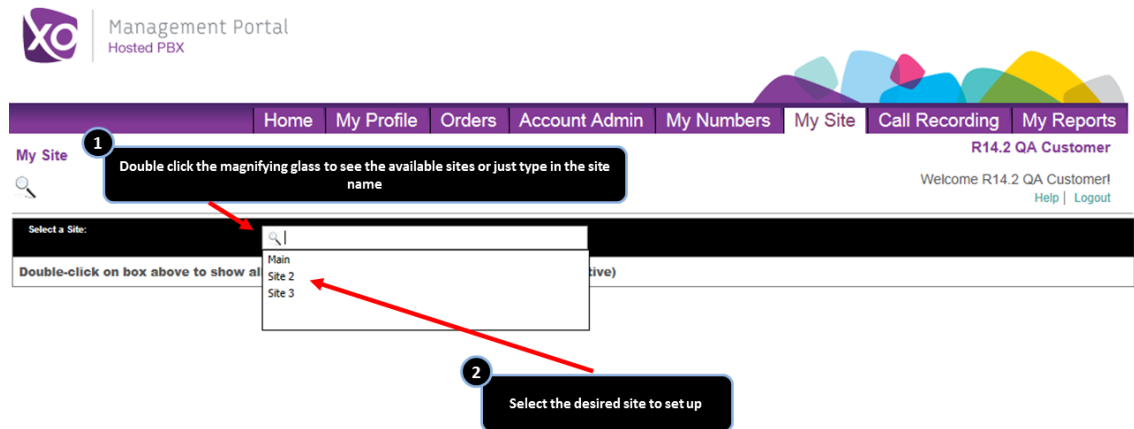 XO
Management Portal
Hosted PBX
Home My Profile Orders Account Admin My Numbers My Site Call Recording My Reports
My Site
R14.2 QA Customer
1
Double click the magnifying glass to see the available sites or just type in the site
name
Welcome R14.2 QA Customer!
Help | Logout
Select a Site:
Main
Double-click on box above to show al
tive)
Site 2
Site 3
2
Select the desired site to set up